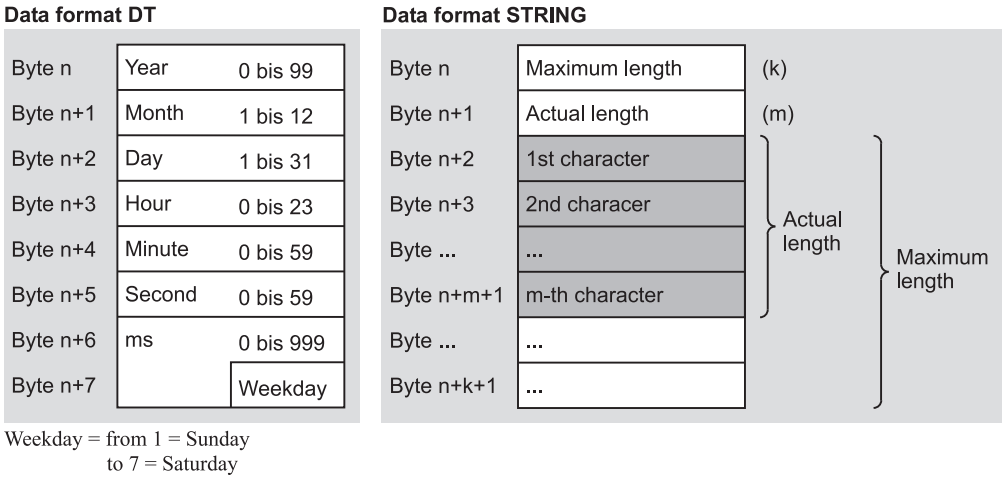 Data format DT
Byte n Year 0 bis 99
Byte n+1 Month 1 bis 12
Byte n+2 Day 1 bis 31
Byte n+3 Hour 0 bis 23
Byte n+4 Minute 0 bis 59
Byte n+5 Second 0 bis 59
Byte n+6 ms 0 bis 999
Byte n+7 Weekday
Weekday = from 1 = Sunday
to 7 = Saturday
Data format STRING
Byte n Maximum length (k)
Byte n+1 Actual length (m)
Byte n+2 1st character
Byte n+3 2nd characer
Byte ... ...
Byte n+m+1 m-th character
Byte ... ...
Byte n+k+1 ...
Actual
length
Maximum
length